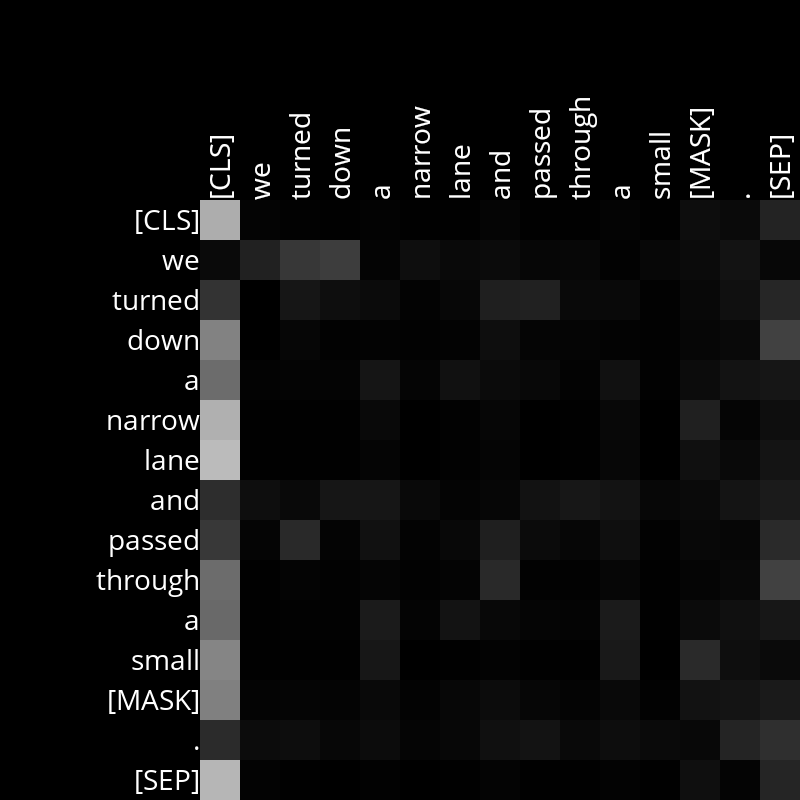 [CLS] we turned down a narrow lane and passed through a small [MASK] . [SEP]
[CLS]
we
turned
down
a
narrow
lane
and
passed
through
a
small
[MASK]
.
[SEP]